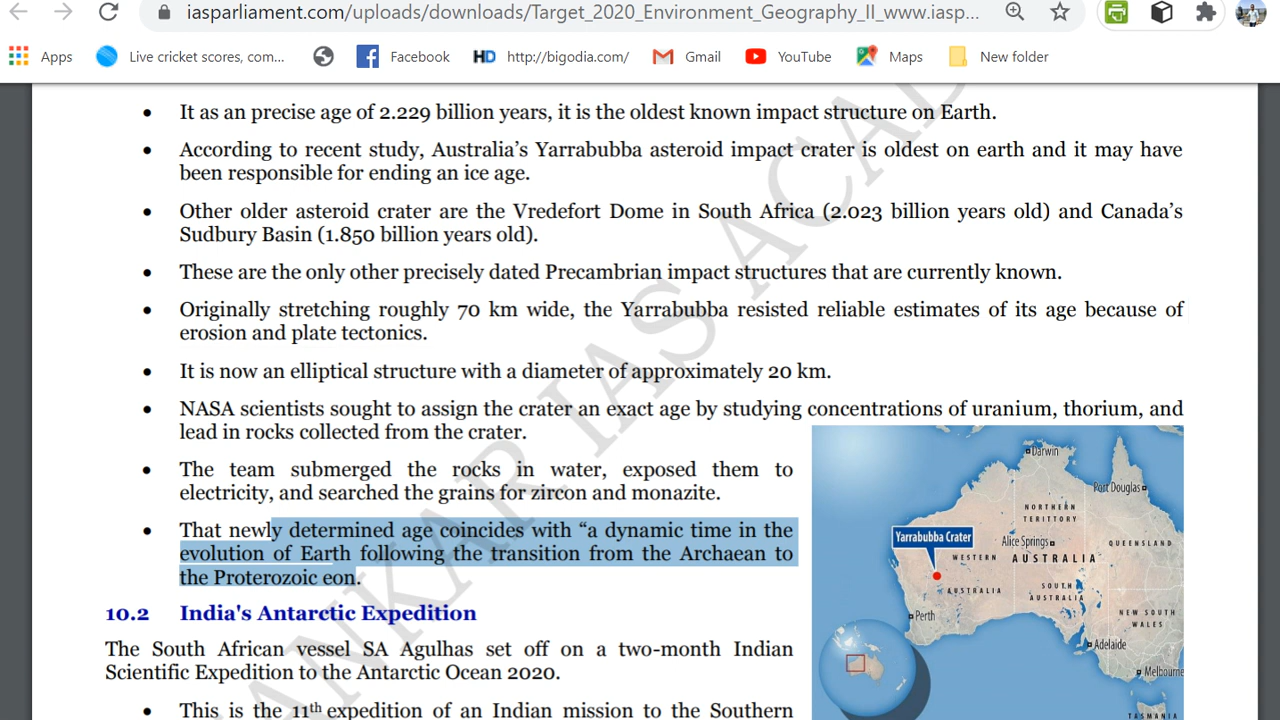 iasparliament.com/uploads/downloads/Target_2020_Environment_Geography_II_www.iasp...
Apps
Live cricket scores, com...
Facebook
HD
http://bigodia.com/
Gmail
YouTube
Maps
New folder
• It as an precise age of 2.229 billion years, it is the oldest known impact structure on Earth.
• According to recent study, Australia's Yarrabubba asteroid impact crater is oldest on earth and it may have
been responsible for ending an ice age.
• Other older asteroid crater are the Vredefort Dome in South Africa (2.023 billion years old) and Canada's
Sudbury Basin (1.850 billion years old).
• These are the only other precisely dated Precambrian impact structures that are currently known.
• Originally stretching roughly 70 km wide, the Yarrabubba resisted reliable estimates of its age because of
erosion and plate tectonics.
• It is now an elliptical structure with a diameter of approximately 20 km.
• NASA scientists sought to assign the crater an exact age by studying concentrations of uranium, thorium, and
lead in rocks collected from the crater.
• The team submerged the rocks in water, exposed them to
electricity, and searched the grains for zircon and monazite.
• That newly determined age coincides with “a dynamic time in the
evolution of Earth following the transition from the Archaean to
the Proterozoic eon.
10.2 India's Antarctic Expedition
The South African vessel SA Agulhas set off on a two-month Indian
Scientific Expedition to the Antarctic Ocean 2020.
• This is the 11th expedition of an Indian mission to the Southern
Darwin
Port Douglas
NORTHERN
TERRITORY
Yarrabubba Crater
Alice Springs
QUEENSLAND
WESTERN
AUSTRALIA
AUSTRALIA
SOUTH
AUSTRALIA
Perth
NEW SOUTH
WALES
Adelaide
Melbourne
TASMANIA
ANKAR IAS ACAD